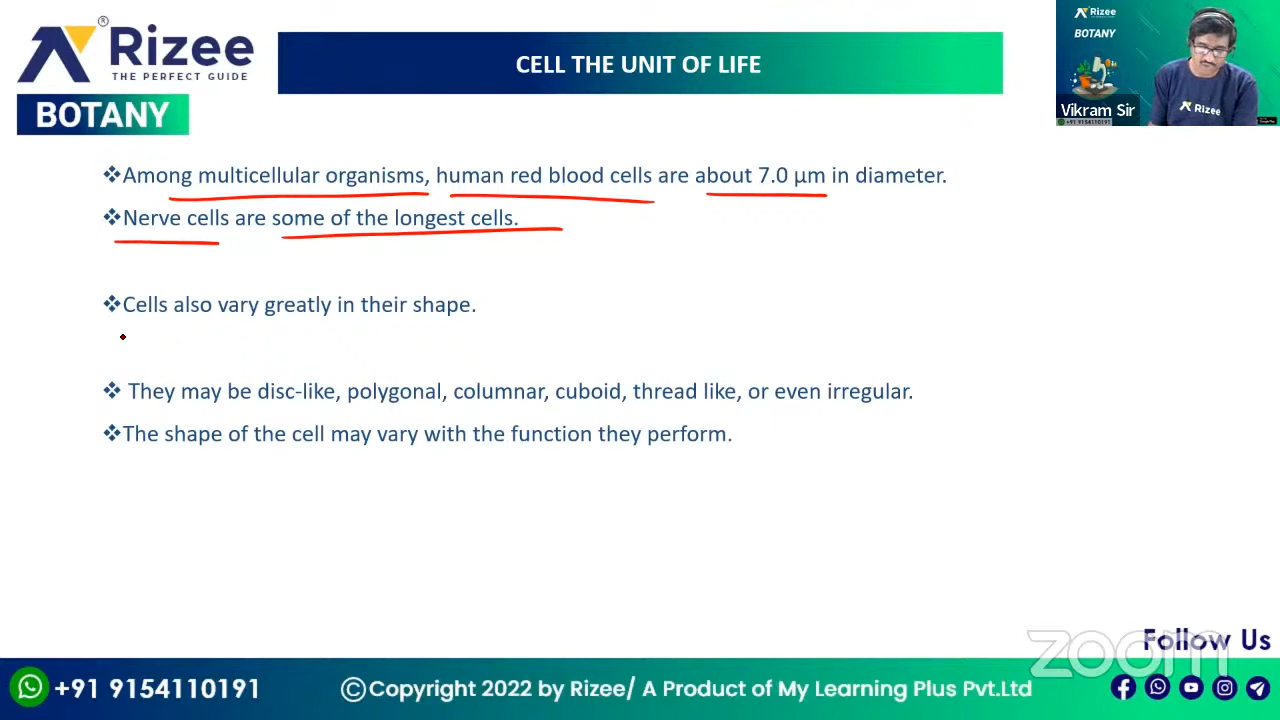 Rizee®
THE PERFECT GUIDE
BOTANY
CELL THE UNIT OF LIFE
Rizee
BOTANY
Rizee
Vikram Sir
+91 9154110191
❖Among multicellular organisms, human red blood cells are about 7.0 µm in diameter.
❖Nerve cells are some of the longest cells.
❖Cells also vary greatly in their shape.
❖ They may be disc-like, polygonal, columnar, cuboid, thread like, or even irregular.
❖The shape of the cell may vary with the function they perform.
Follow Us
zoom
+91 9154110191
©Copyright 2022 by Rizee/ A Product of My Learning Plus Pvt.Ltd